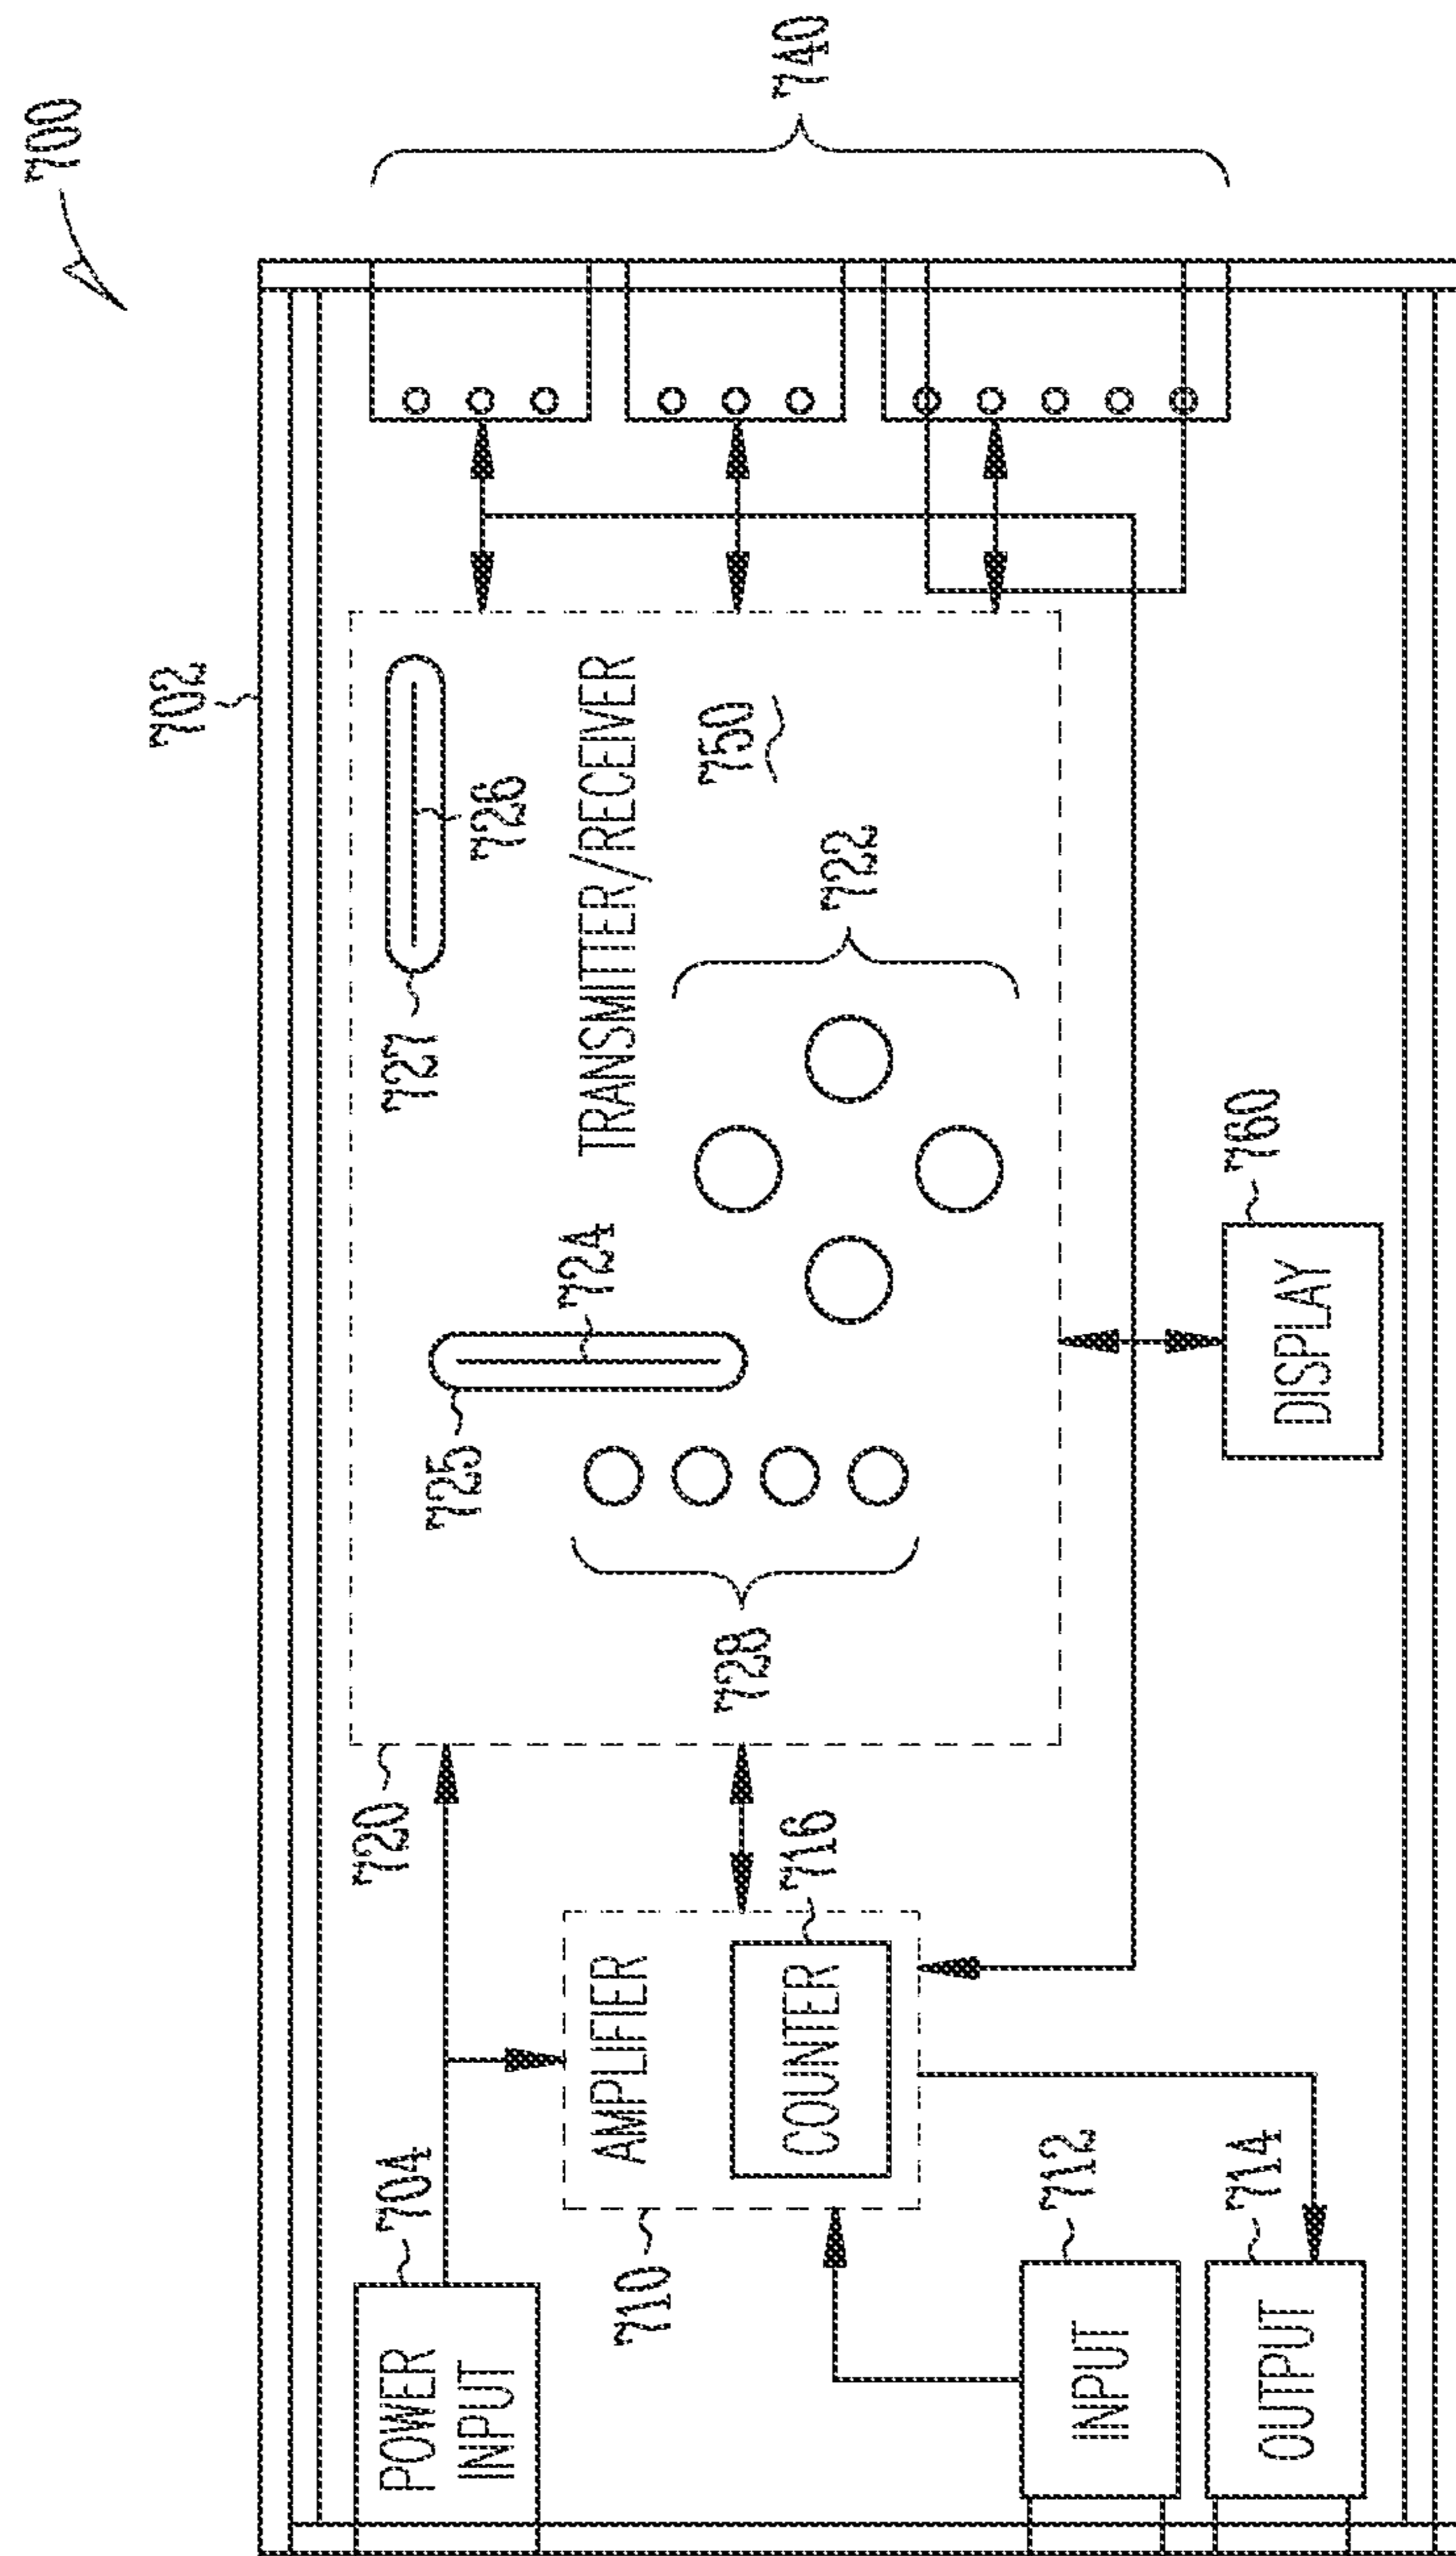 700
702
740
727
726
TRANSMITTER/RECEIVER
750
722
724
725
728
720
760
DISPLAY
716
AMPLIFIER
COUNTER
710
704
POWER
INPUT
712
INPUT
714
OUTPUT